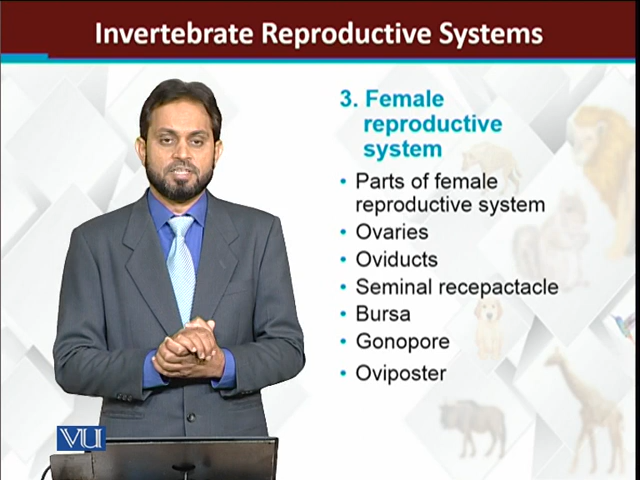 Invertebrate Reproductive Systems
3. Female
reproductive
system
• Parts of female
reproductive system
• Ovaries
• Oviducts
• Seminal recepactacle
• Bursa
• Gonopore
• Oviposter
VU